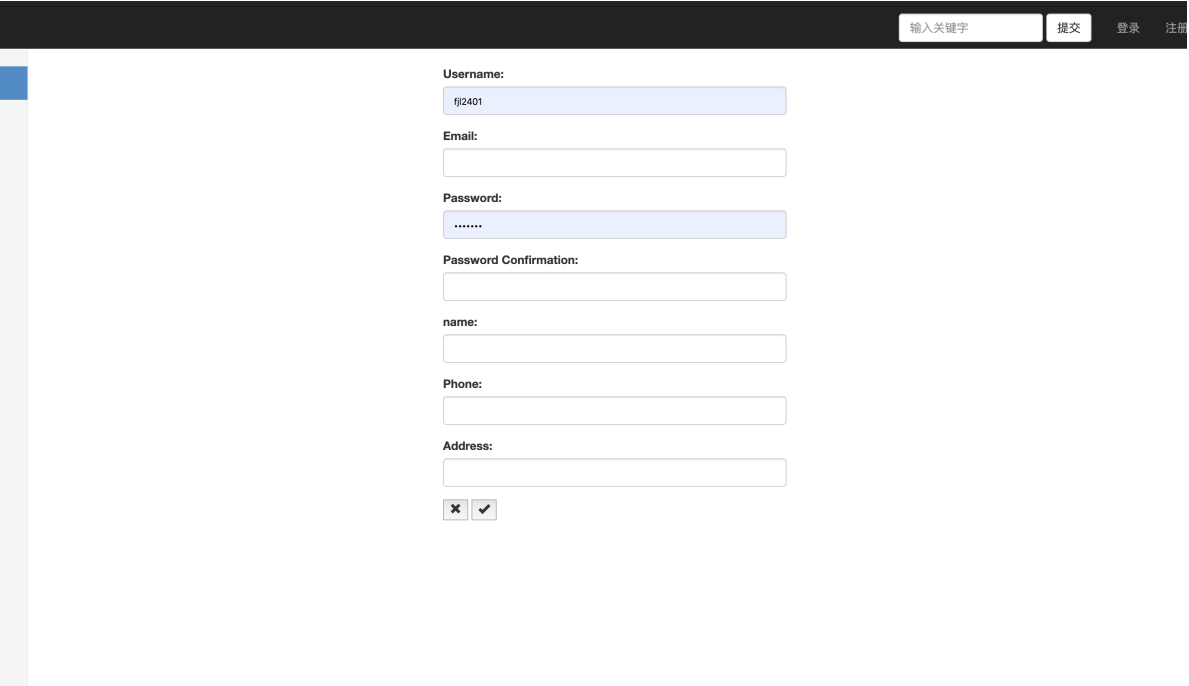 输入关键字 提交 登录 注册
Username:
fjl2401
Email:
Password:
•••••••
Password Confirmation:
name:
Phone:
Address: